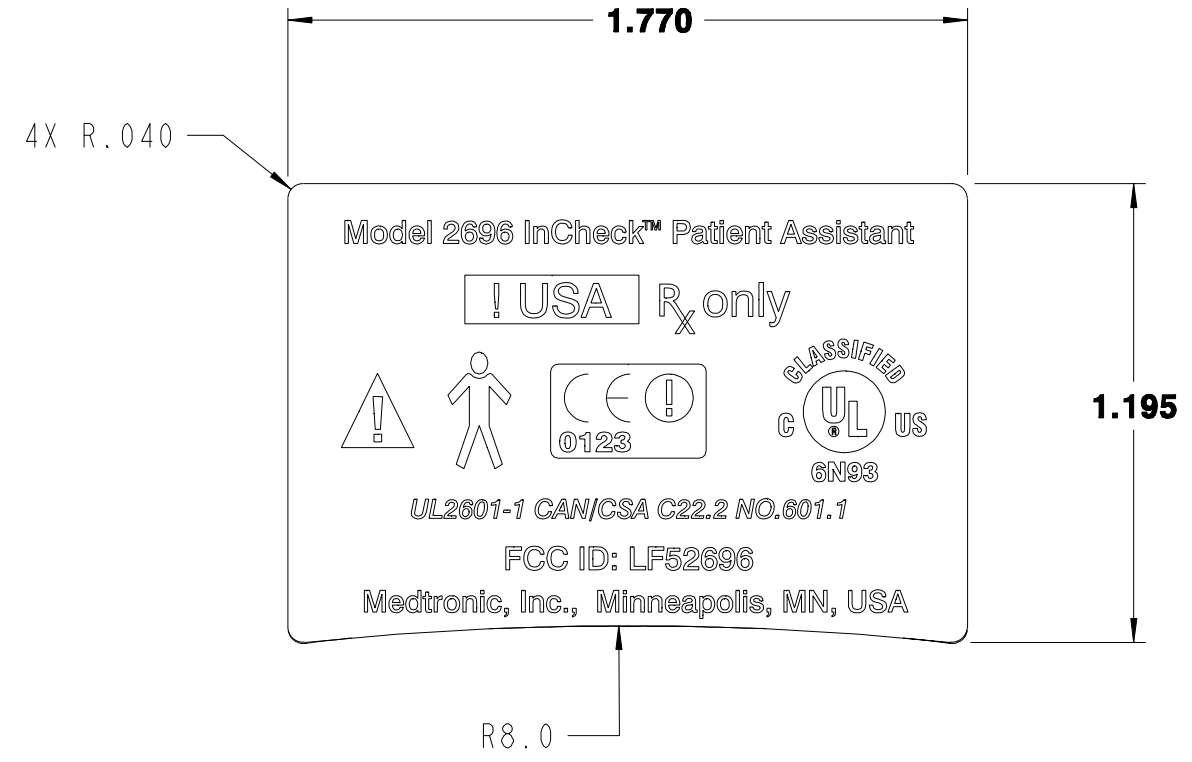 1.770
4X R.040
Model 2696 InCheck™ Patient Assistant
! USA Rx only
CLASSIFIED
! CE ! C UL® US
0123
6N93
1.195
UL2601-1 CAN/CSA C22.2 NO.601.1
FCC ID: LF52696
Medtronic, Inc., Minneapolis, MN, USA
R8.0